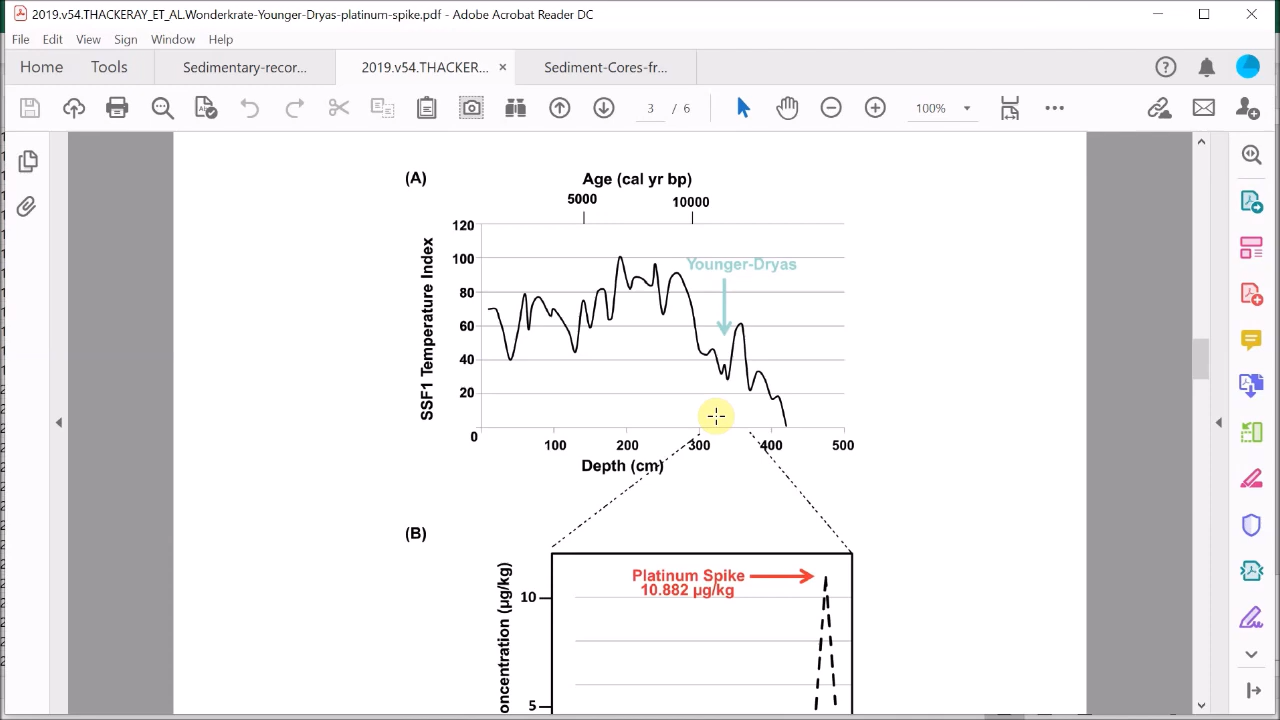 2019.v54.THACKERAY_ET_AL.Wonderkrate-Younger-Dryas-platinum-spike.pdf - Adobe Acrobat Reader DC
File Edit View Sign Window Help
Home Tools Sedimentary-recor... 2019.v54.THACKER... × Sediment-Cores-fr...
3 / 6 100%
(A)
Age (cal yr bp)
5000 10000
SSF1 Temperature Index
120
100
80
60
40
20
0
Younger-Dryas
100 200 300 400 500
Depth (cm)
(B)
Platinum Spike
10.882 µg/kg
oncentration (µg/kg)
10
5